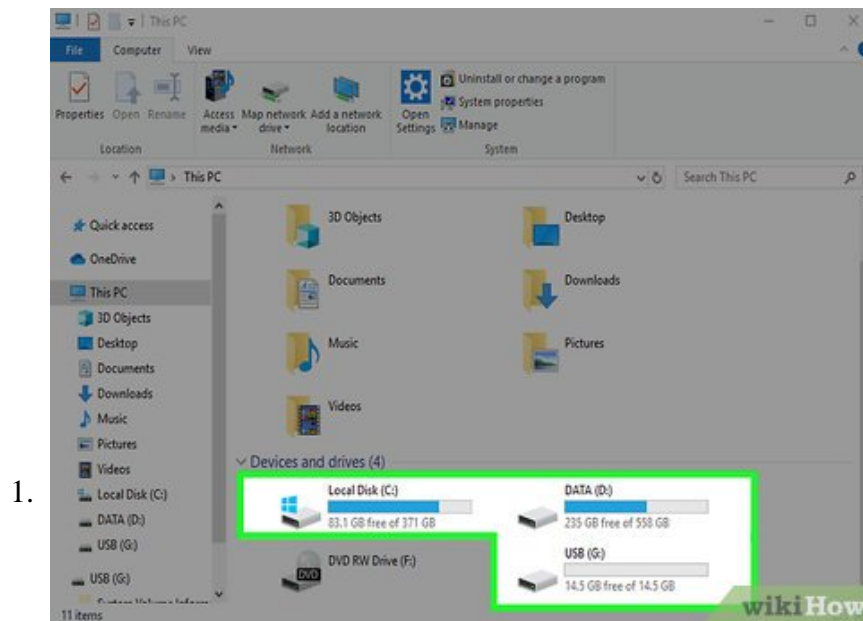 This PC
File Computer View
Properties Open Rename Access media Map network drive Add a network location Open Settings Uninstall or change a program
System properties
Manage
Location Network System
This PC Search This PC
Quick access
OneDrive
This PC
3D Objects
Desktop
Documents
Downloads
Music
Pictures
Videos
Local Disk (C:)
DATA (D:)
USB (G:)
USB (G:)
11 items
3D Objects Desktop
Documents Downloads
Music Pictures
Videos
Devices and drives (4)
Local Disk (C:) DATA (D:)
83.1 GB free of 371 GB 235 GB free of 558 GB
DVD RW Drive (F:) USB (G:)
DVD
14.5 GB free of 14.5 GB
1.
wikiHow